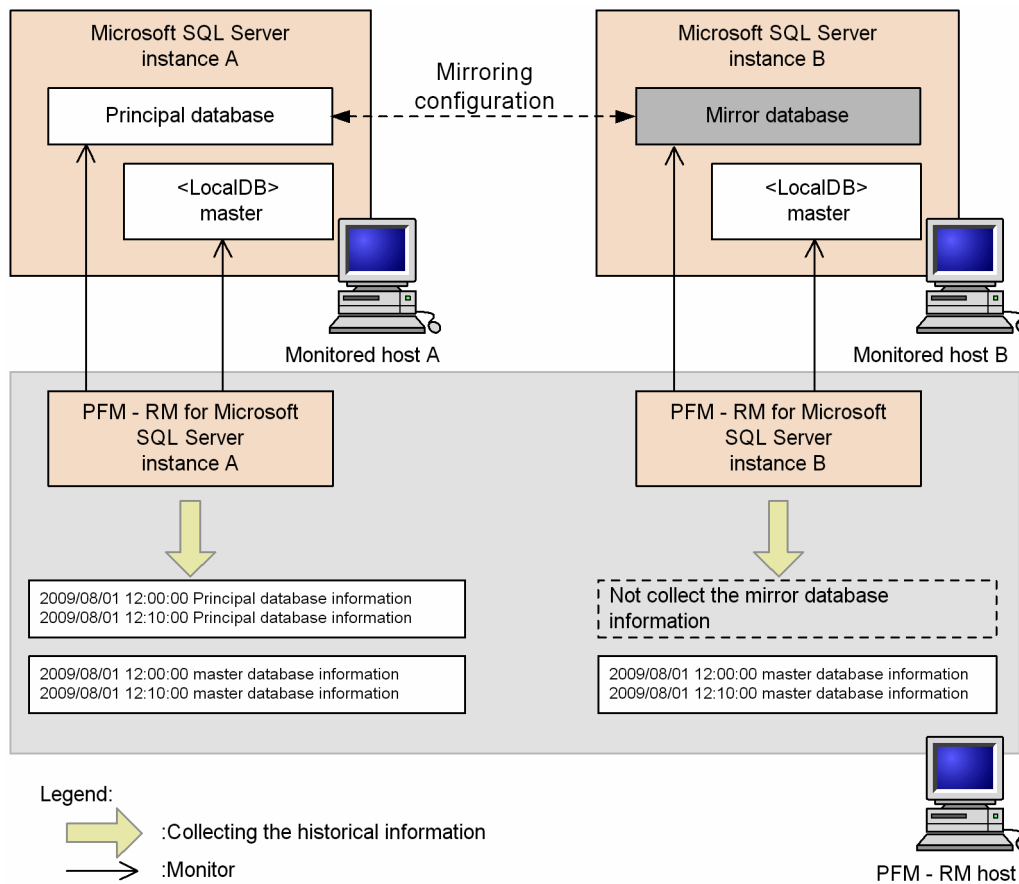 Microsoft SQL Server
instance A
Microsoft SQL Server
instance B
Mirroring
configuration
Principal database
Mirror database
<LocalDB>
master
<LocalDB>
master
Monitored host A
Monitored host B
PFM - RM for Microsoft
SQL Server
instance A
PFM - RM for Microsoft
SQL Server
instance B
2009/08/01 12:00:00 Principal database information
2009/08/01 12:10:00 Principal database information
Not collect the mirror database
information
2009/08/01 12:00:00 master database information
2009/08/01 12:10:00 master database information
2009/08/01 12:00:00 master database information
2009/08/01 12:10:00 master database information
Legend:
:Collecting the historical information
:Monitor
PFM - RM host